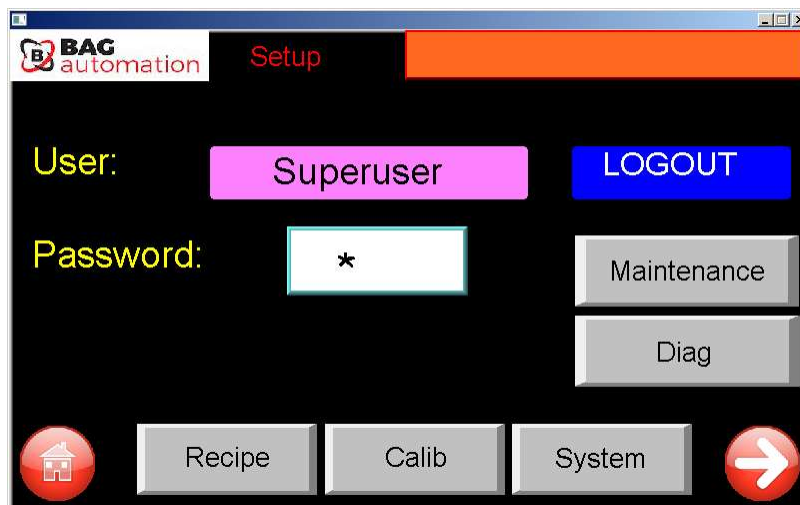 B BAG
automation
Setup
User:
Superuser
LOGOUT
Password:
*
Maintenance
Diag
Recipe
Calib
System